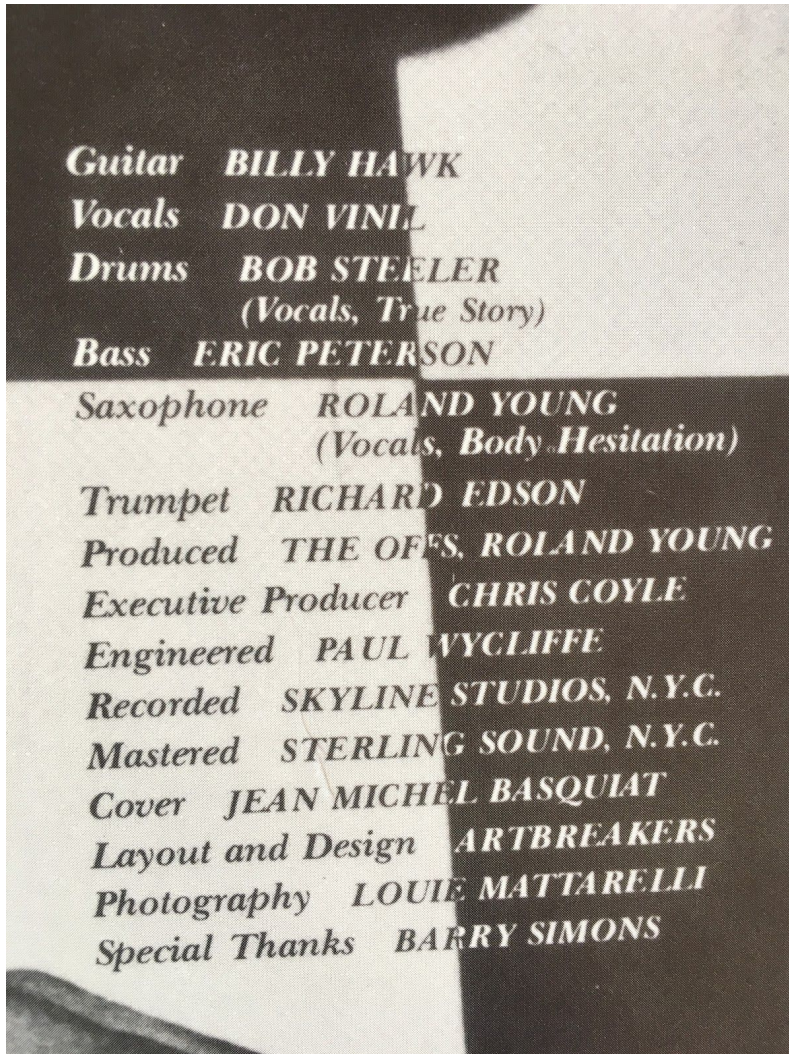 Guitar BILLY HAWK
Vocals DON VINIL
Drums BOB STEELER
(Vocals, True Story)
Bass ERIC PETERSON
Saxophone ROLAND YOUNG
(Vocals, Body Hesitation)
Trumpet RICHARD EDSON
Produced THE OFFS, ROLAND YOUNG
Executive Producer CHRIS COYLE
Engineered PAUL WYCLIFFE
Recorded SKYLINE STUDIOS, N.Y.C.
Mastered STERLING SOUND, N.Y.C.
Cover JEAN MICHEL BASQUIAT
Layout and Design ARTBREAKERS
Photography LOUIE MATTARELLI
Special Thanks BARRY SIMONS